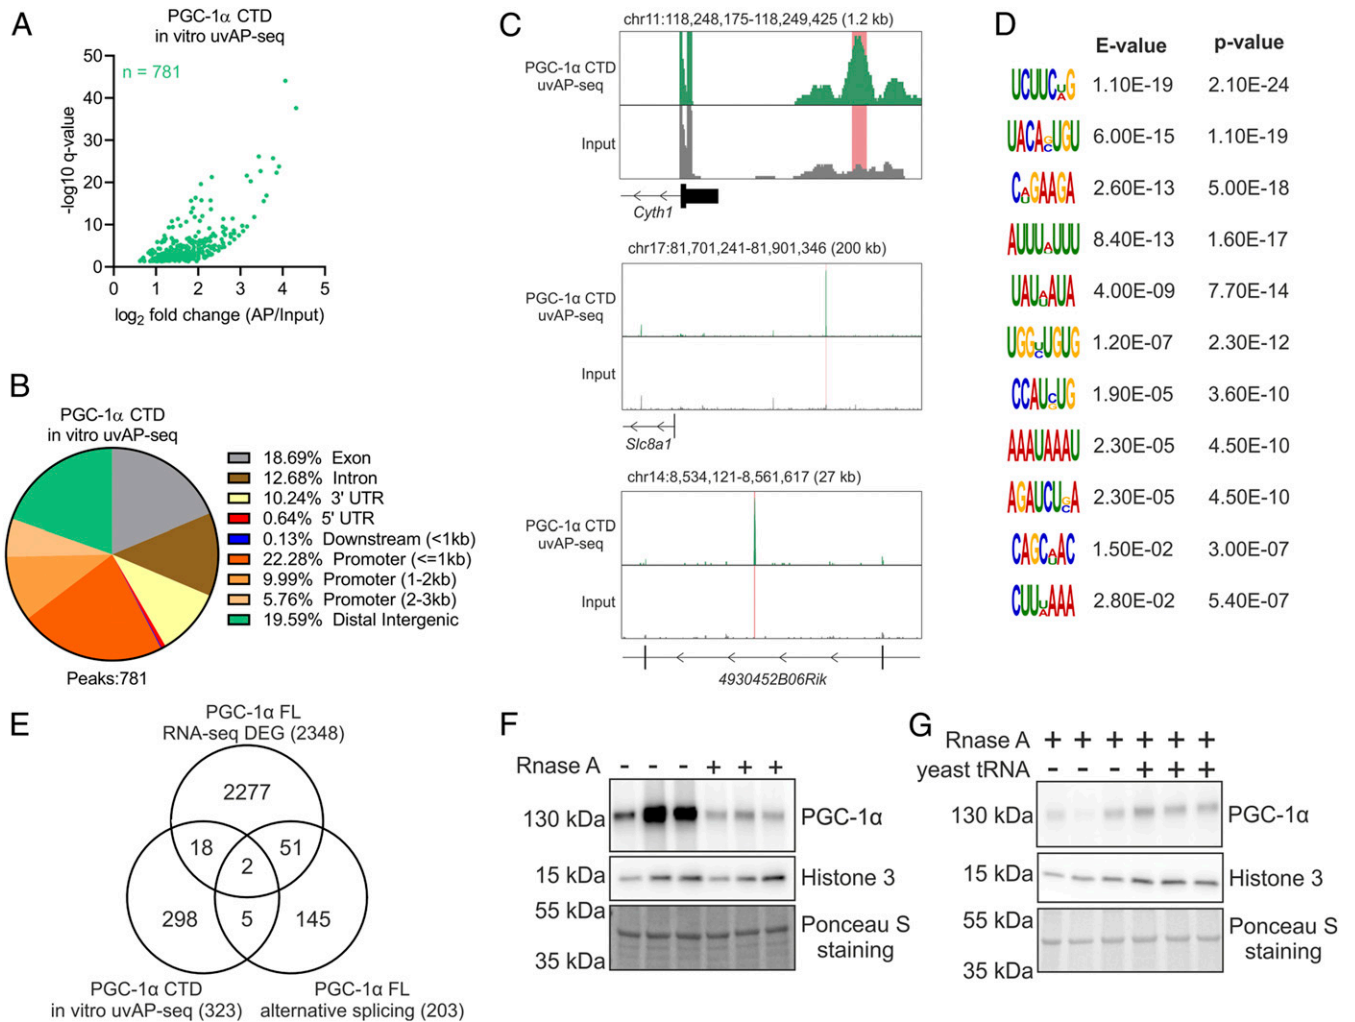 A
PGC-1α CTD
in vitro uvAP-seq
n = 781
-log10 q-value
50
40
30
20
10
0
0 1 2 3 4 5
log2 fold change (AP/Input)
B
PGC-1α CTD
in vitro uvAP-seq
18.69% Exon
12.68% Intron
10.24% 3' UTR
0.64% 5' UTR
0.13% Downstream (<1kb)
22.28% Promoter (<=1kb)
9.99% Promoter (1-2kb)
5.76% Promoter (2-3kb)
19.59% Distal Intergenic
Peaks:781
C
chr11:118,248,175-118,249,425 (1.2 kb)
PGC-1α CTD
uvAP-seq
Input
Cyth1
chr17:81,701,241-81,901,346 (200 kb)
PGC-1α CTD
uvAP-seq
Input
Slc8a1
chr14:8,534,121-8,561,617 (27 kb)
PGC-1α CTD
uvAP-seq
Input
4930452B06Rik
D
E-value p-value
UCUUCUAG 1.10E-19 2.10E-24
UACAGCUGU 6.00E-15 1.10E-19
CAUGAAGA 2.60E-13 5.00E-18
AUUUAUUU 8.40E-13 1.60E-17
UAUAUAUA 4.00E-09 7.70E-14
UGGUCUGUG 1.20E-07 2.30E-12
CCAUCGUG 1.90E-05 3.60E-10
AAAUAAAU 2.30E-05 4.50E-10
AGAUCUGCA 2.30E-05 4.50E-10
CAGCAUAC 1.50E-02 3.00E-07
CUUUAAAA 2.80E-02 5.40E-07
E
PGC-1α FL
RNA-seq DEG (2348)
2277
18
51
2
298
5
145
PGC-1α CTD
in vitro uvAP-seq (323)
PGC-1α FL
alternative splicing (203)
F
Rnase A - - - + + +
130 kDa PGC-1α
15 kDa Histone 3
55 kDa
Ponceau S
staining
35 kDa
G
Rnase A + + + + + +
yeast tRNA - - - + + +
130 kDa PGC-1α
15 kDa Histone 3
55 kDa
Ponceau S
staining
35 kDa